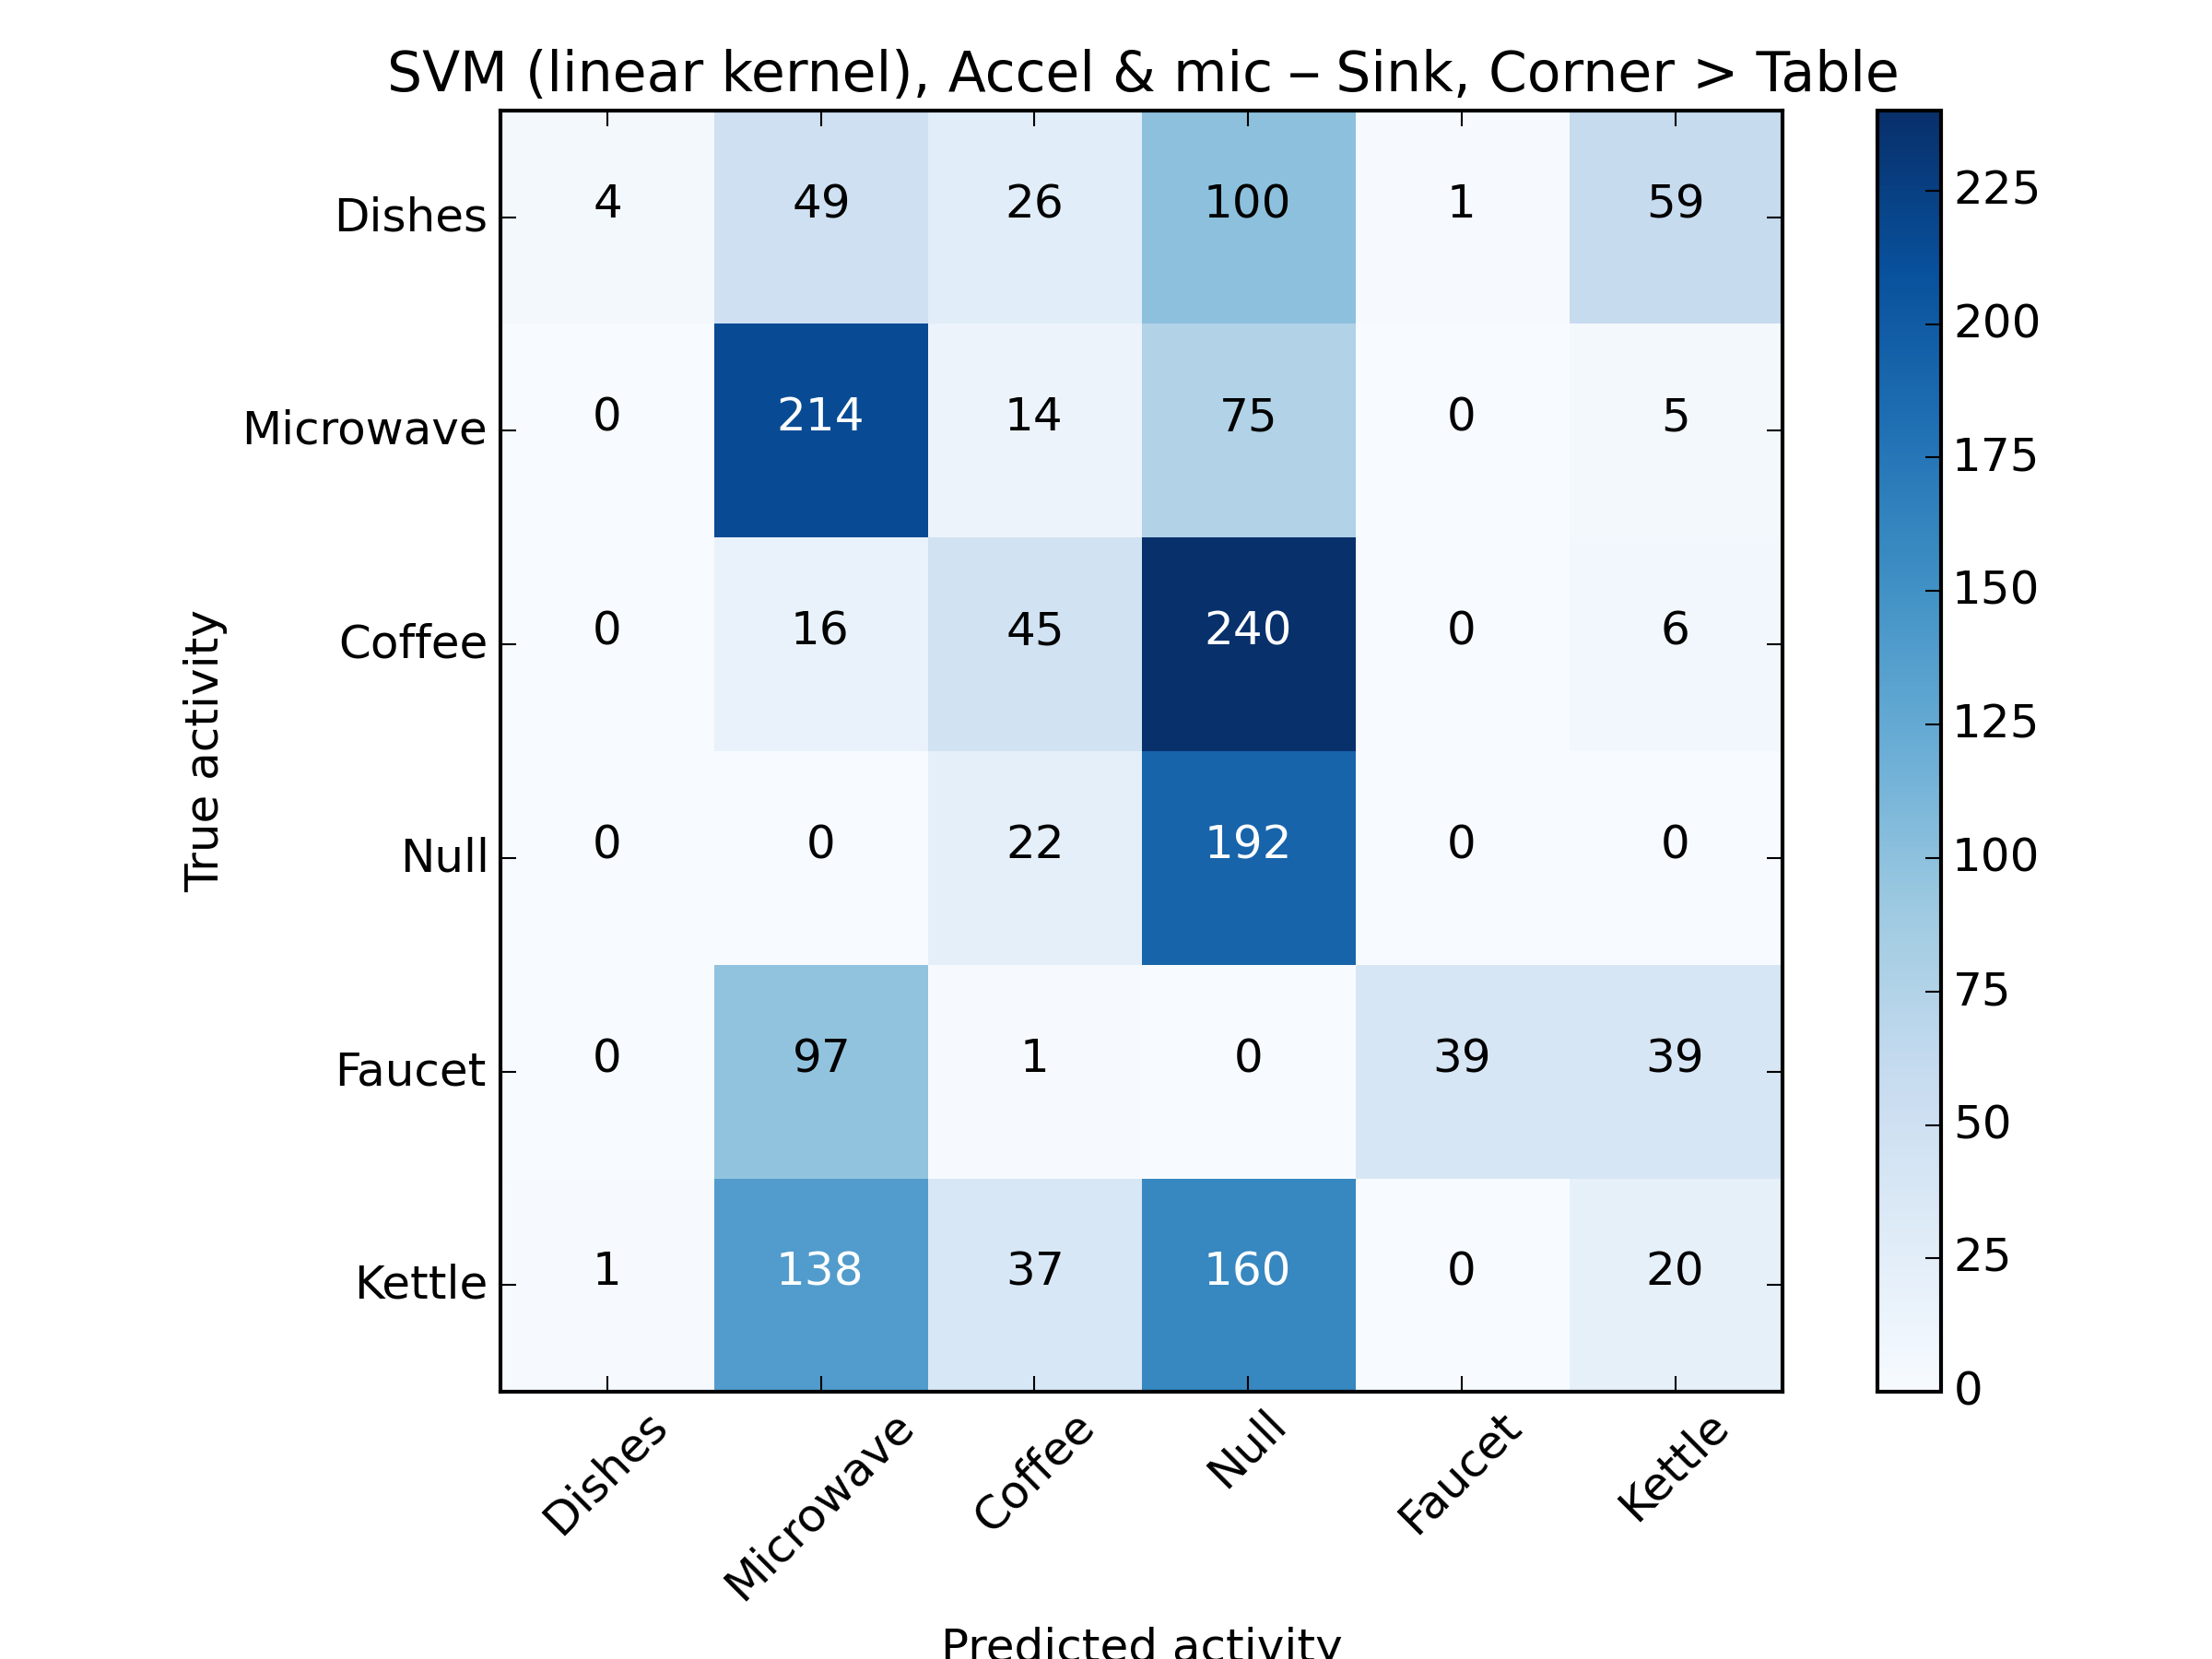 SVM (linear kernel), Accel & mic – Sink, Corner > Table
Dishes 4 49 26 100 1 59
Microwave 0 214 14 75 0 5
Coffee 0 16 45 240 0 6
Null 0 0 22 192 0 0
Faucet 0 97 1 0 39 39
Kettle 1 138 37 160 0 20
True activity
Dishes Microwave Coffee Null Faucet Kettle
Predicted activity
225
200
175
150
125
100
75
50
25
0